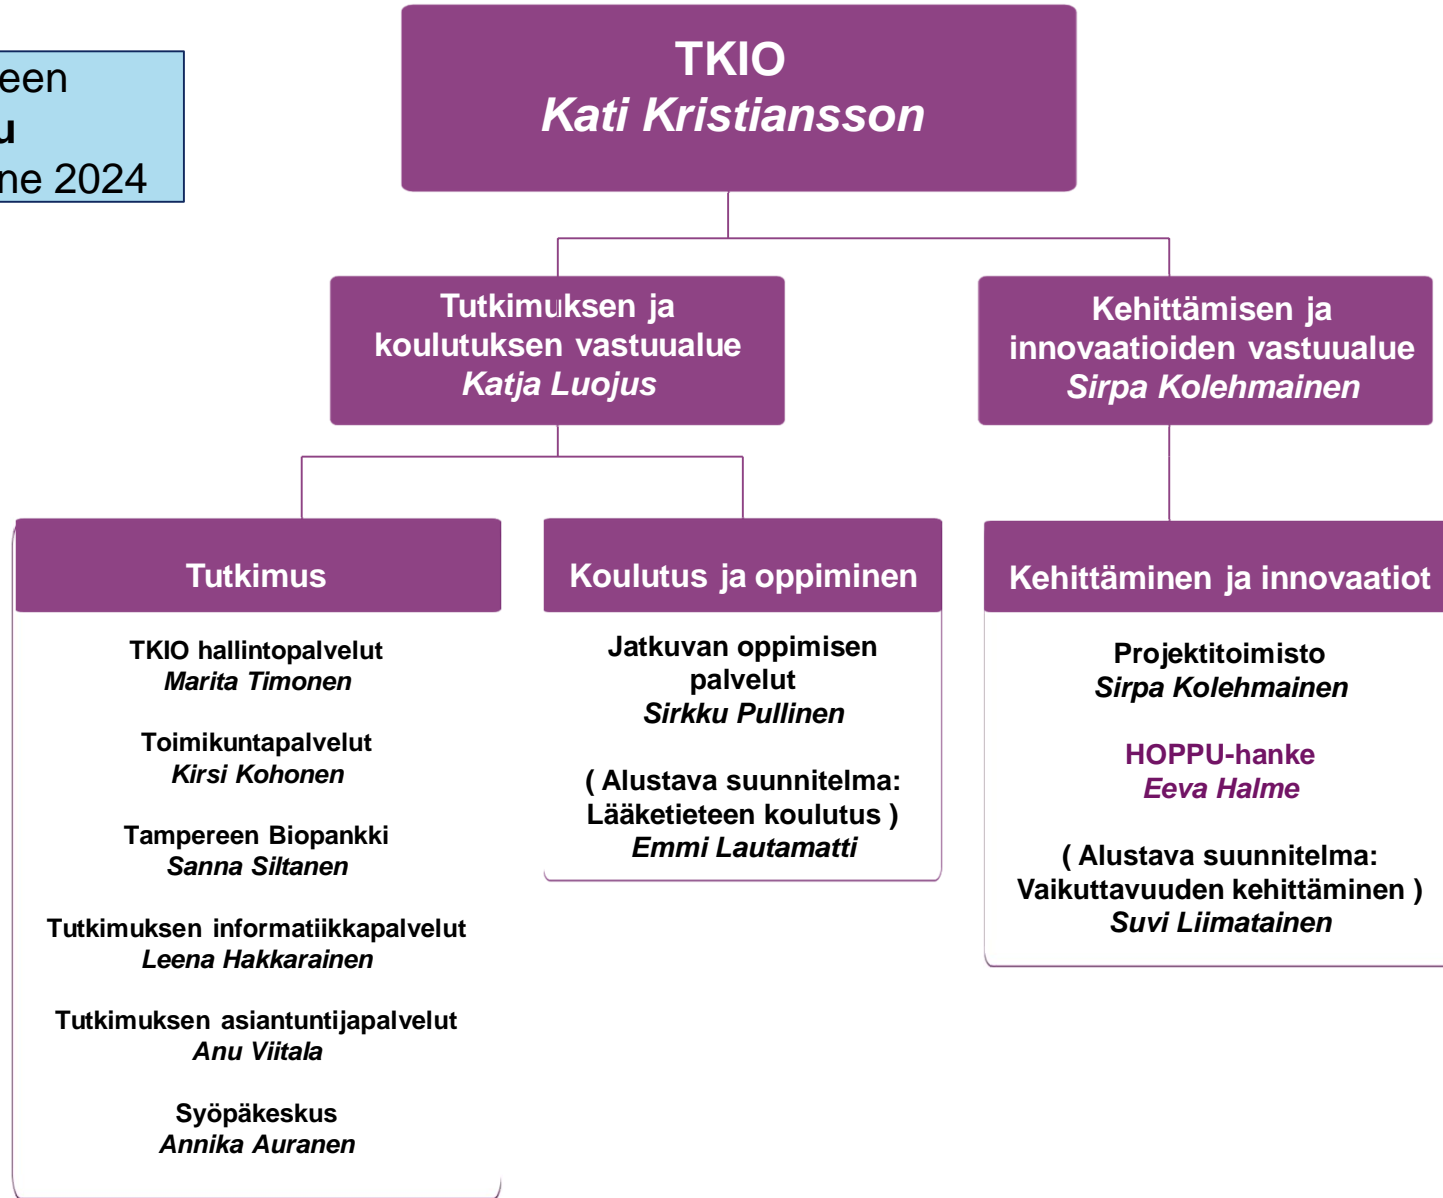 een
u
ne 2024
TKIO
Kati Kristiansson
Tutkimuksen ja
koulutuksen vastuualue
Katja Luojus
Kehittämisen ja
innovaatioiden vastuualue
Sirpa Kolehmainen
Tutkimus
TKIO hallintopalvelut
Marita Timonen
Toimikuntapalvelut
Kirsi Kohonen
Tampereen Biopankki
Sanna Siltanen
Tutkimuksen informatiikkapalvelut
Leena Hakkarainen
Tutkimuksen asiantuntijapalvelut
Anu Viitala
Syöpäkeskus
Annika Auranen
Koulutus ja oppiminen
Jatkuvan oppimisen
palvelut
Sirkku Pullinen
( Alustava suunnitelma:
Lääketieteen koulutus )
Emmi Lautamatti
Kehittäminen ja innovaatiot
Projektitoimisto
Sirpa Kolehmainen
HOPPU-hanke
Eeva Halme
( Alustava suunnitelma:
Vaikuttavuuden kehittäminen )
Suvi Liimatainen